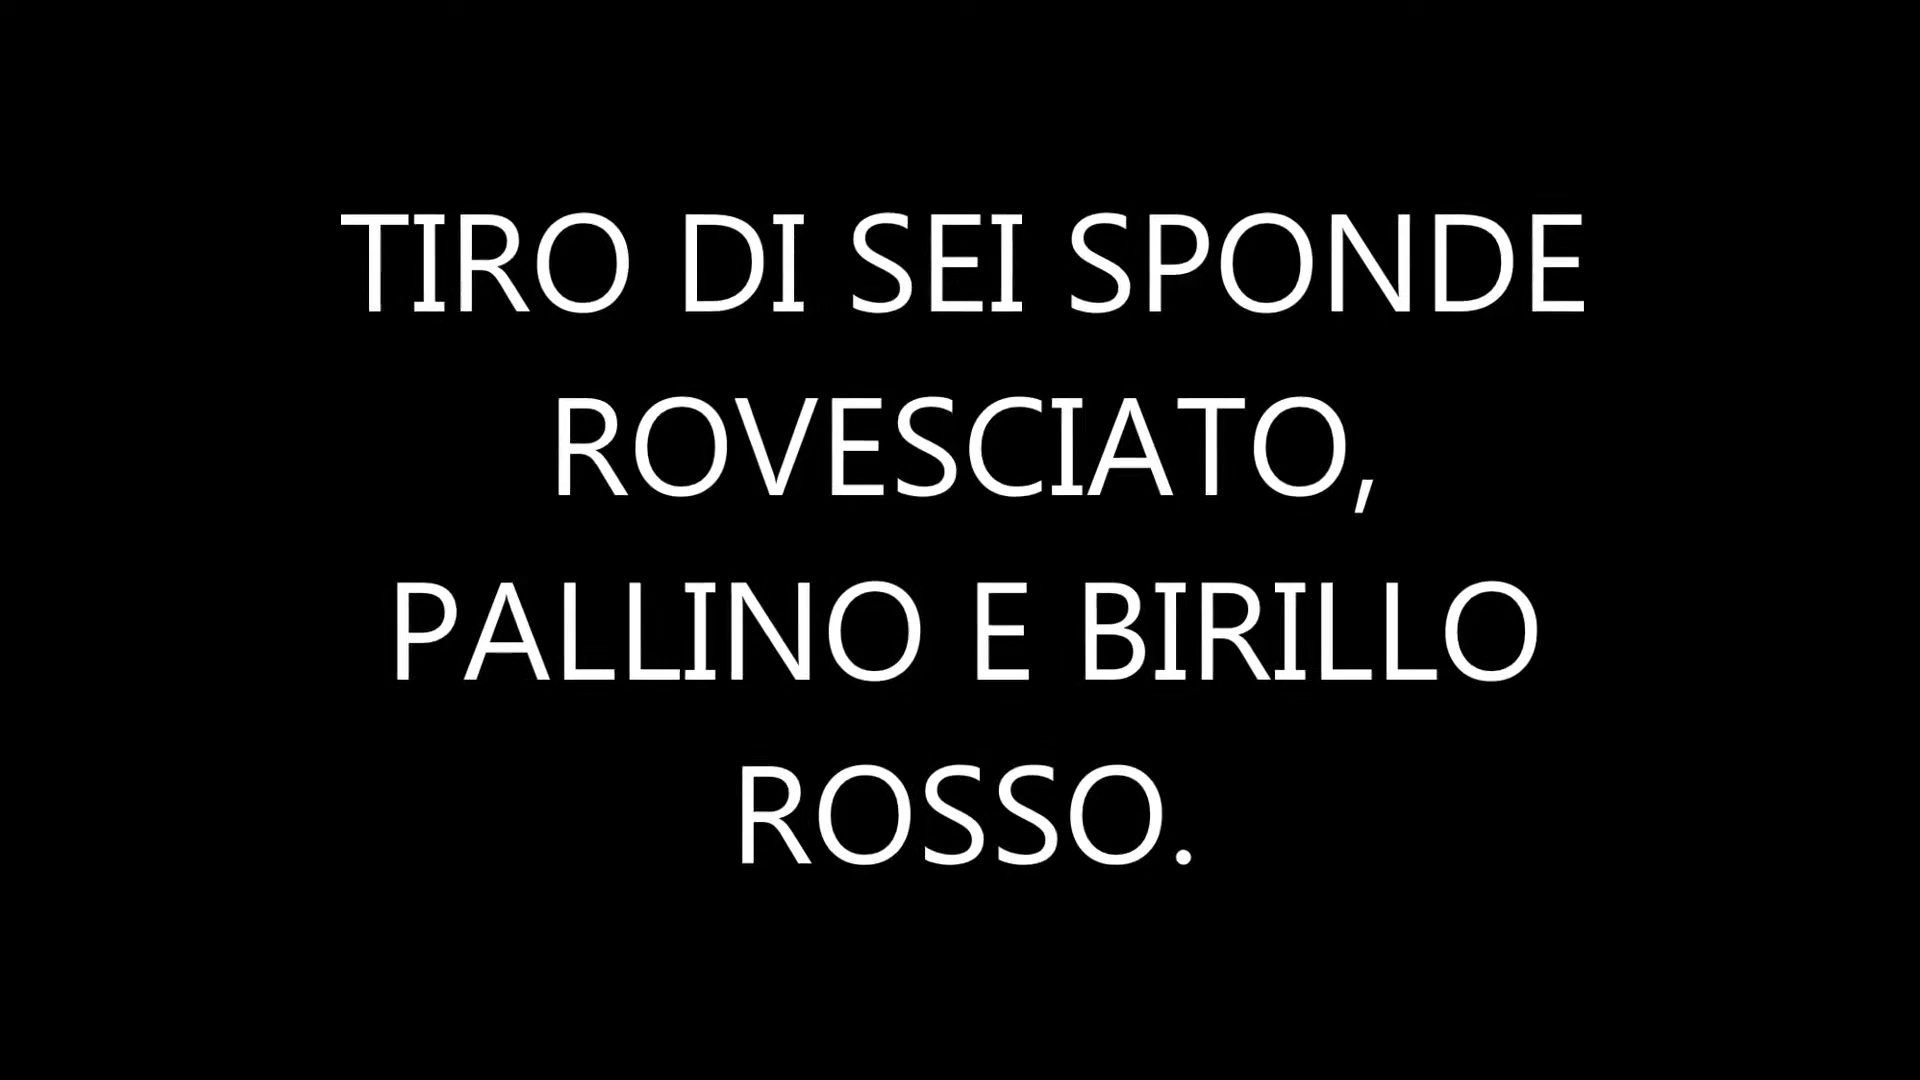 TIRO DI SEI SPONDE
ROVESCIATO,
PALLINO E BIRILLO
ROSSO.